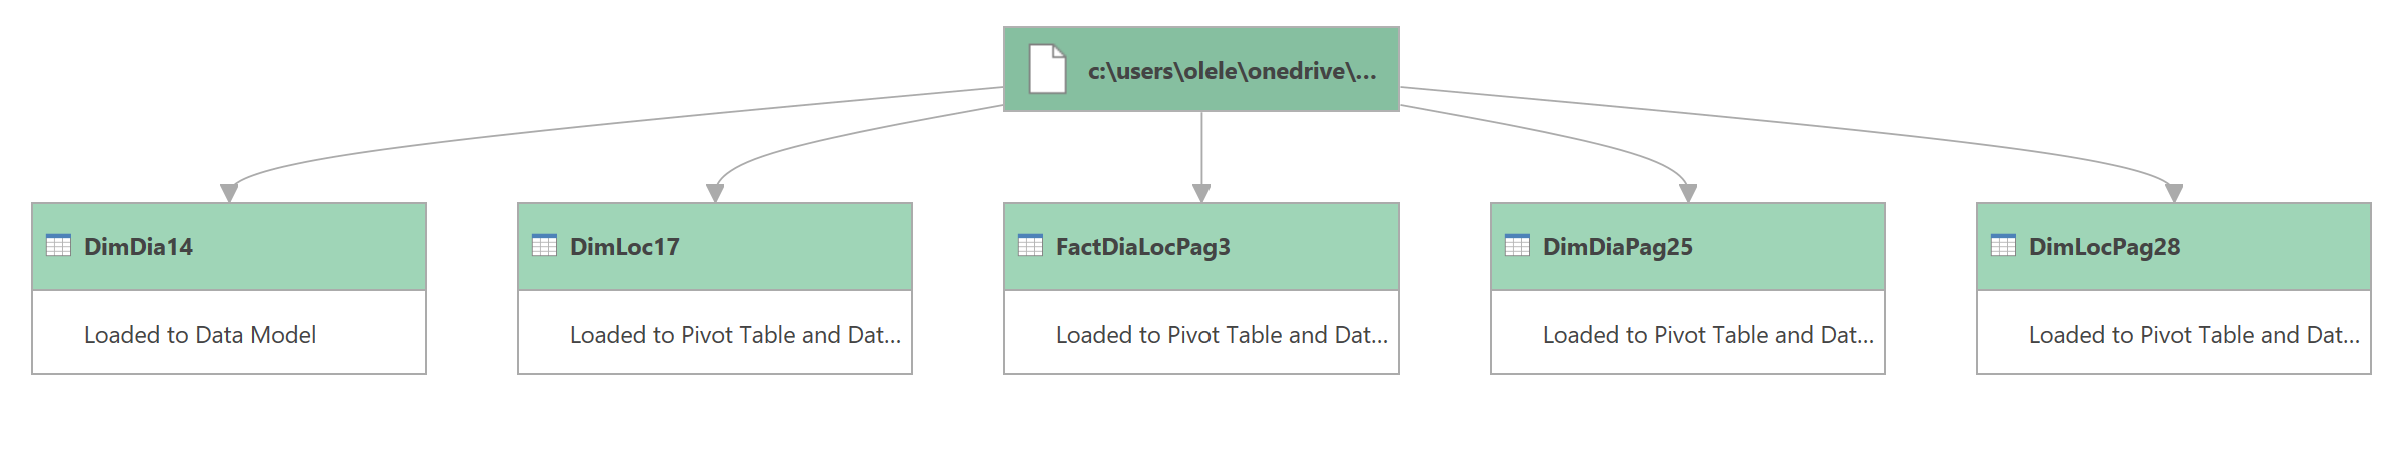 c:\users\olele\onedrive\...
DimDia14
Loaded to Data Model
DimLoc17
Loaded to Pivot Table and Dat...
FactDiaLocPag3
Loaded to Pivot Table and Dat...
DimDiaPag25
Loaded to Pivot Table and Dat...
DimLocPag28
Loaded to Pivot Table and Dat...